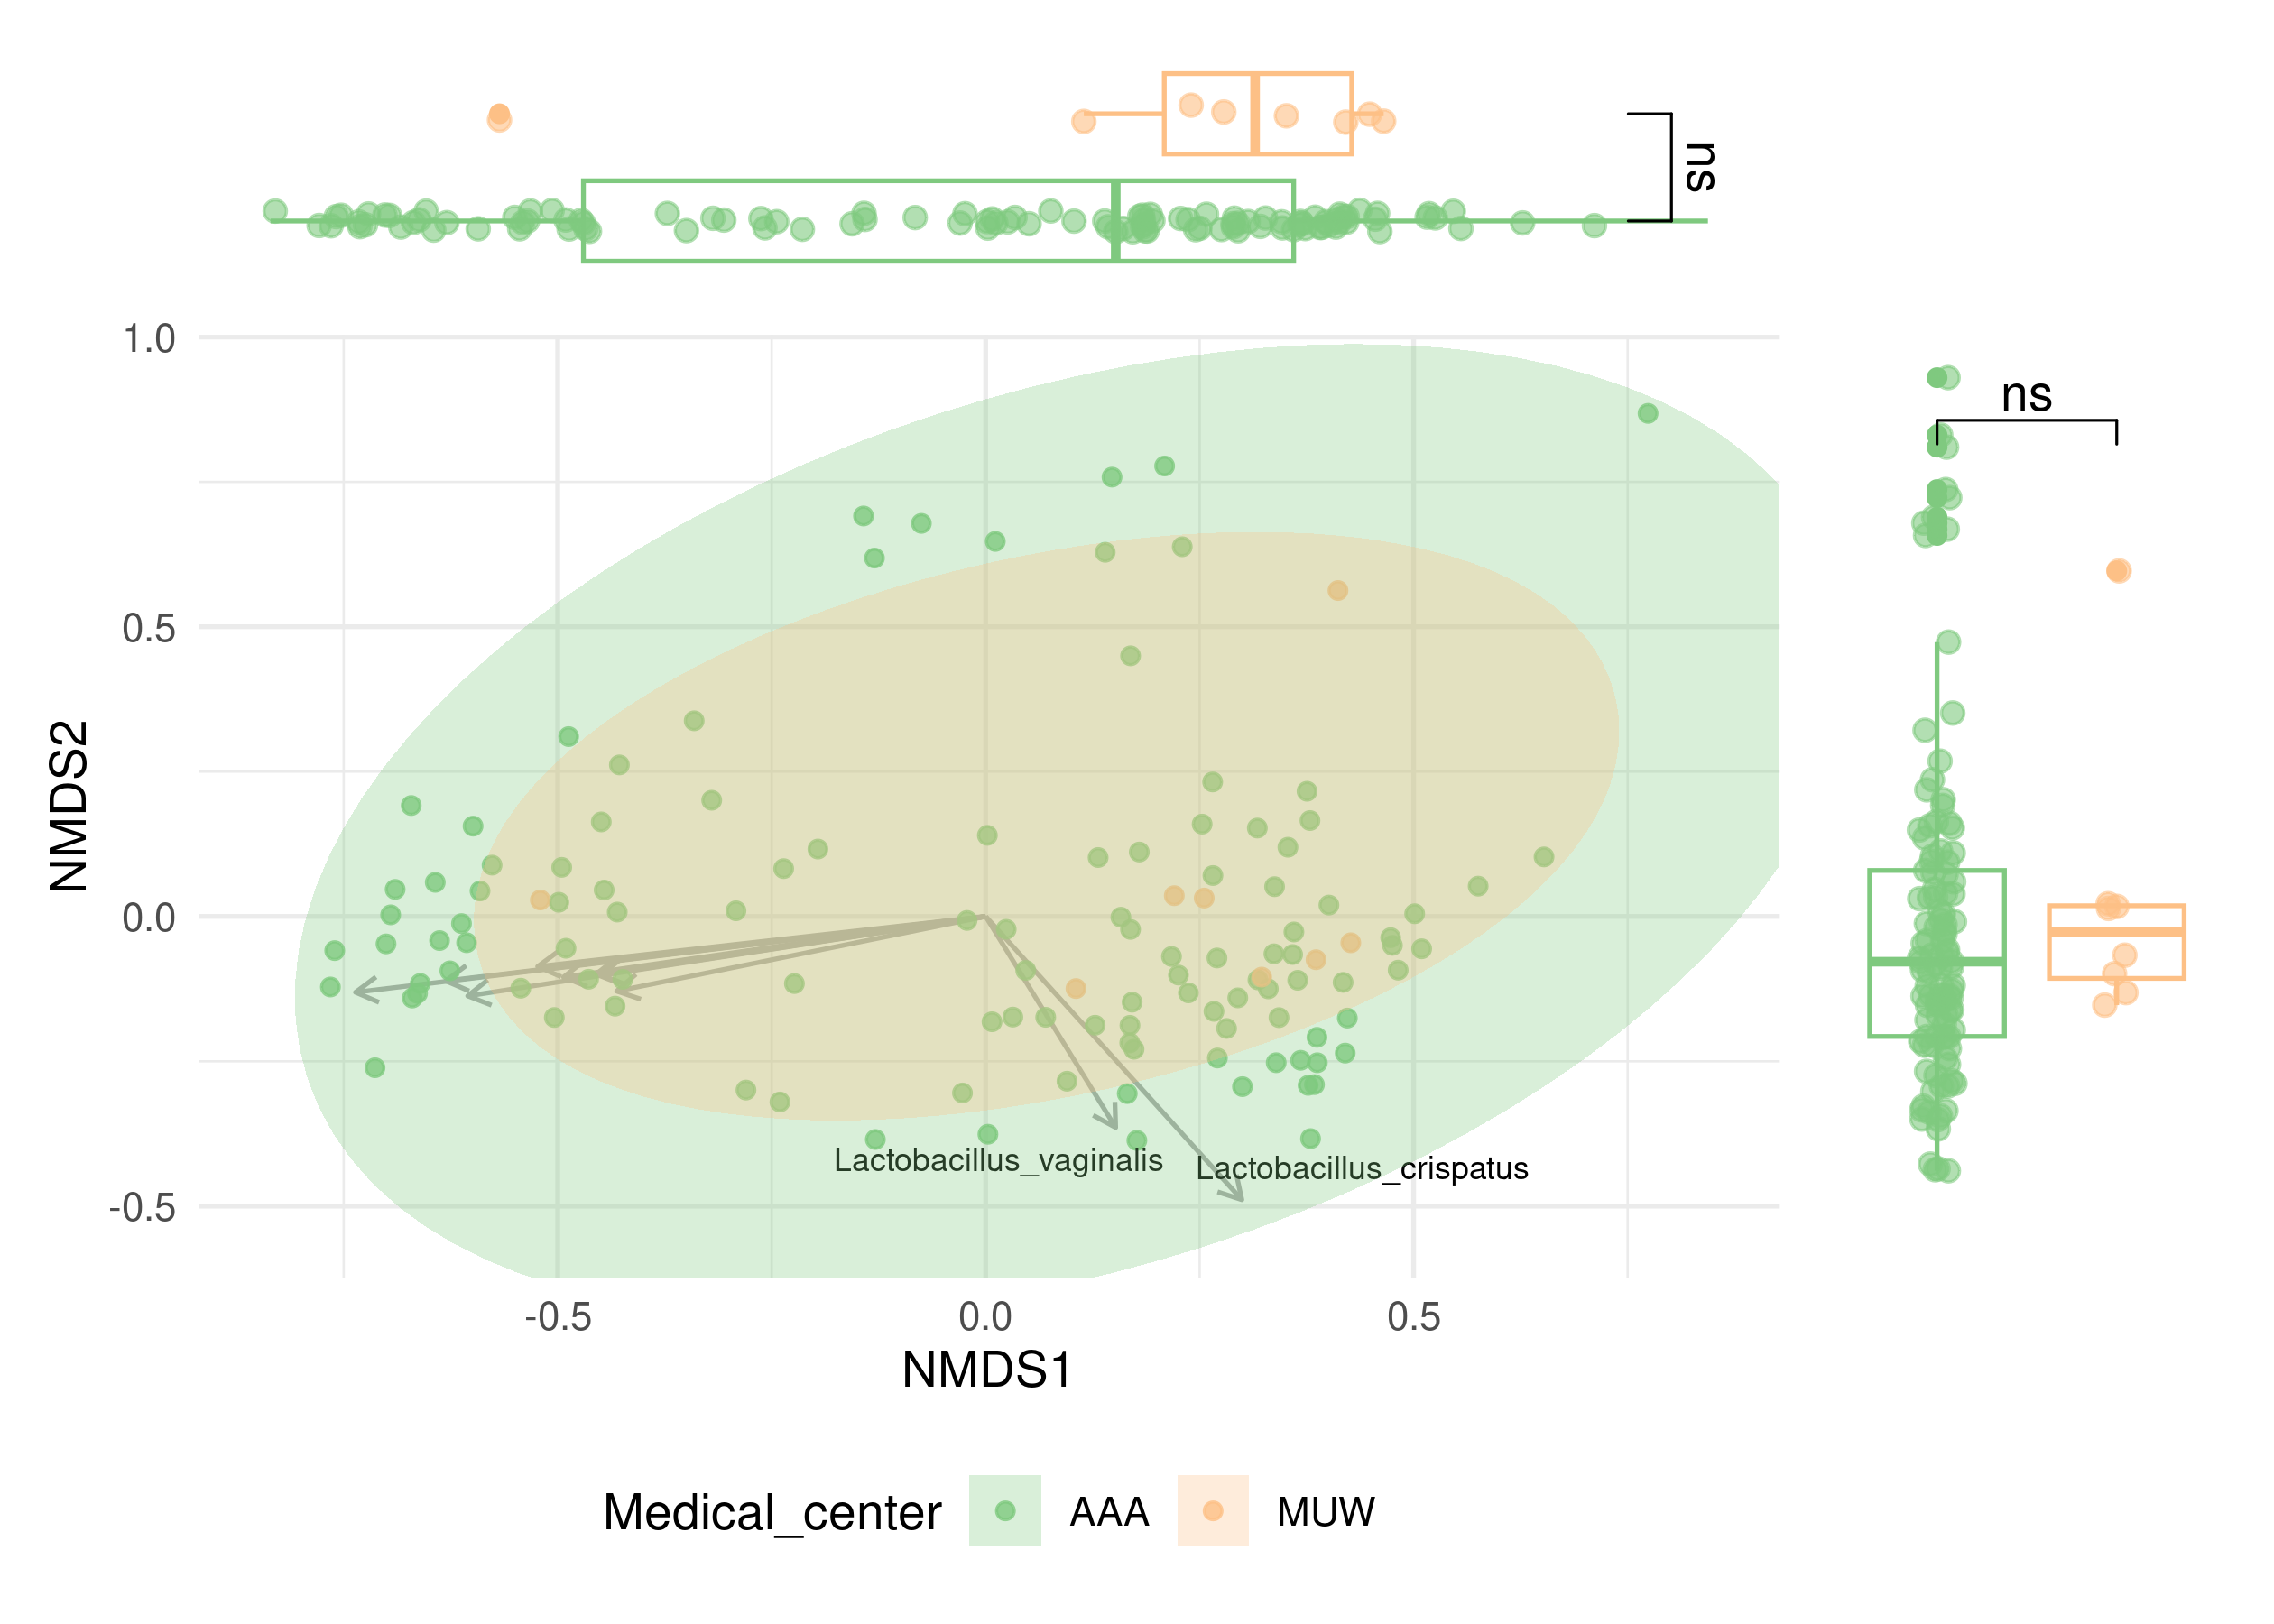 ns
1.0
ns
0.5
NMDS2
0.0
Lactobacillus_vaginalis
Lactobacillus_crispatus
-0.5
-0.5 0.0 0.5
NMDS1
Medical_center AAA MUW